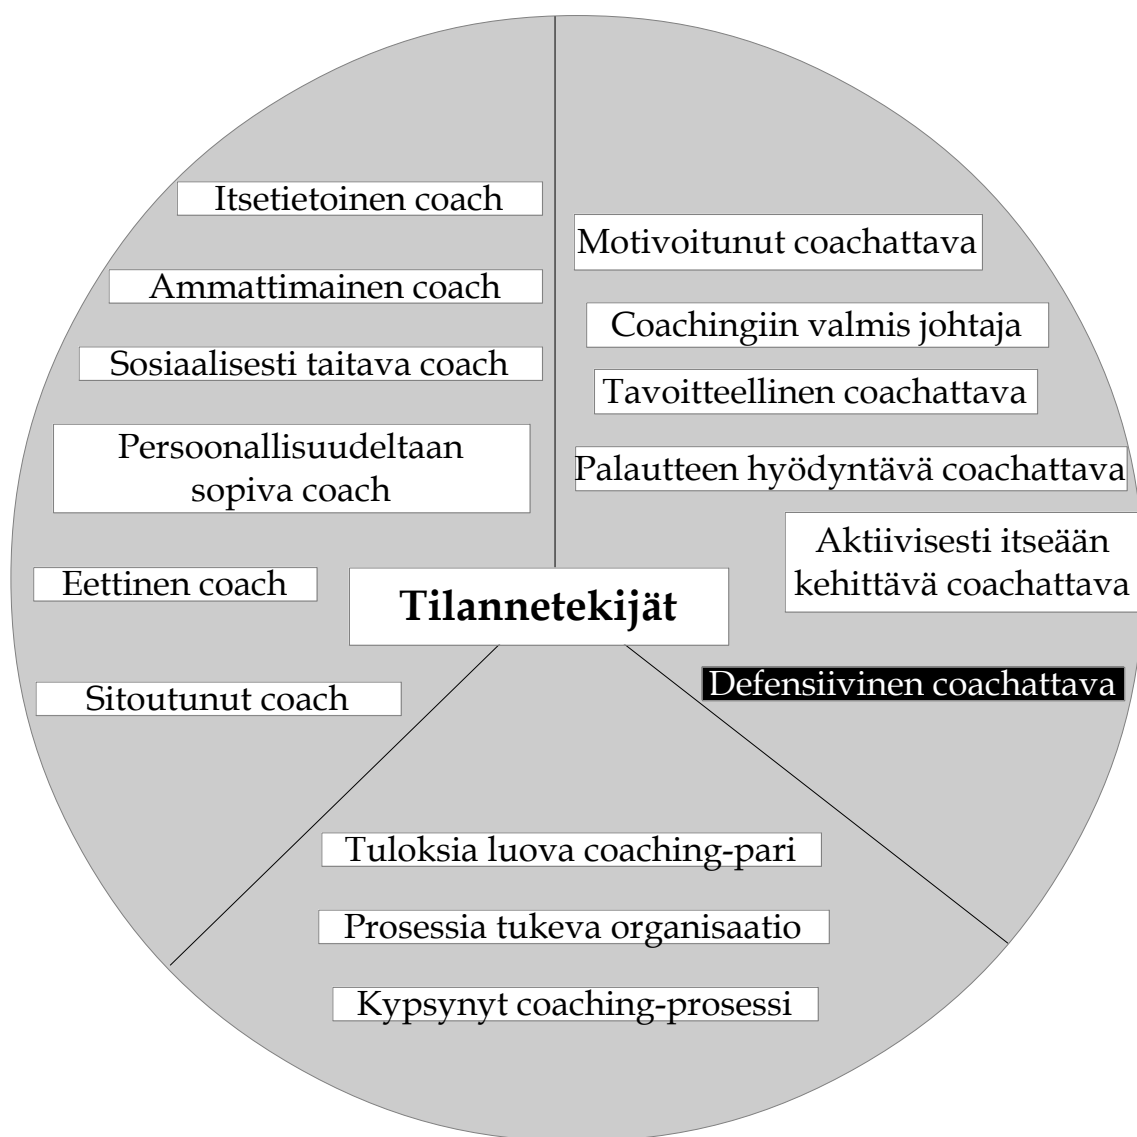 Itsetietoinen coach
Ammattimainen coach
Sosiaalisesti taitava coach
Persoonallisuudeltaan
sopiva coach
Eettinen coach
Sitoutunut coach
Motivoitunut coachattava
Coachingiin valmis johtaja
Tavoitteellinen coachattava
Palautteen hyödyntävä coachattava
Aktiivisesti itseään
kehittävä coachattava
Defensiivinen coachattava
Tilannetekijät
Tuloksia luova coaching-pari
Prosessia tukeva organisaatio
Kypsynyt coaching-prosessi